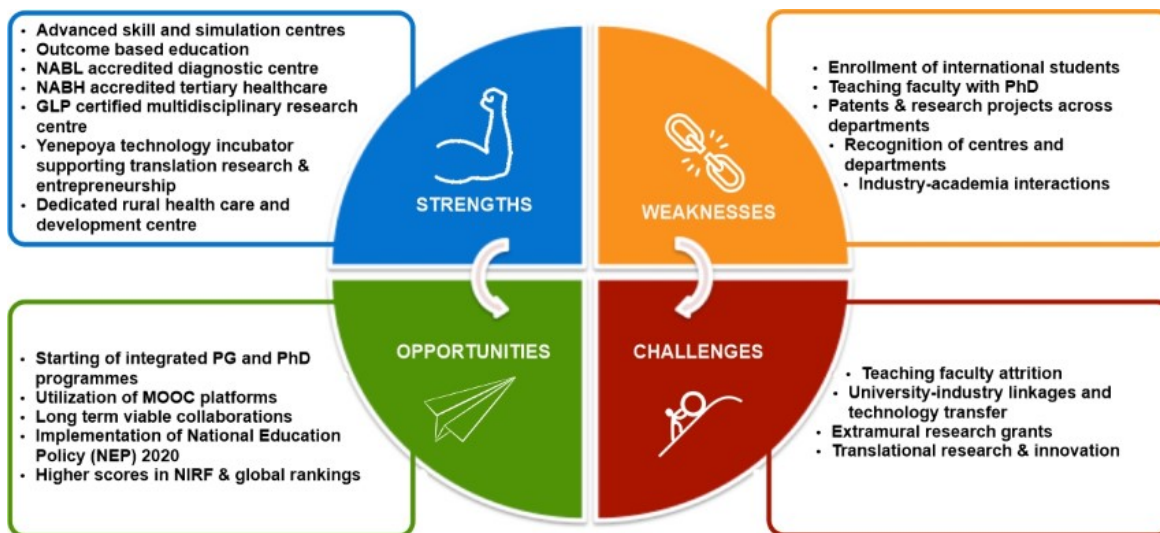 • Advanced skill and simulation centres
• Outcome based education
• NABL accredited diagnostic centre
• NABH accredited tertiary healthcare
• GLP certified multidisciplinary research
centre
• Yenepoya technology incubator
supporting translation research &
entrepreneurship
• Dedicated rural health care and
development centre
STRENGTHS
WEAKNESSES
• Enrollment of international students
• Teaching faculty with PhD
• Patents & research projects across
departments
• Recognition of centres and
departments
• Industry-academia interactions
• Starting of integrated PG and PhD
programmes
• Utilization of MOOC platforms
• Long term viable collaborations
• Implementation of National Education
Policy (NEP) 2020
• Higher scores in NIRF & global rankings
OPPORTUNITIES
CHALLENGES
• Teaching faculty attrition
• University-industry linkages and
technology transfer
• Extramural research grants
• Translational research & innovation